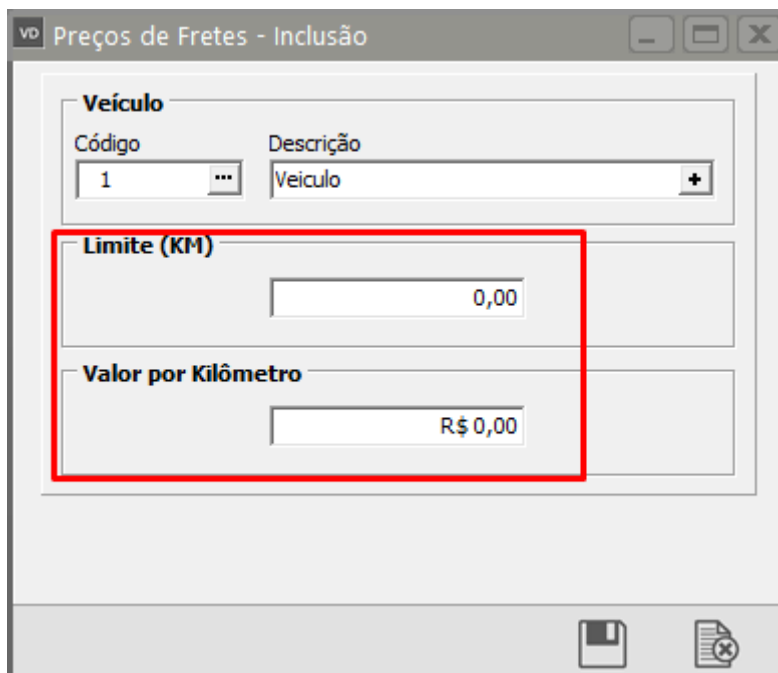 VD Preços de Fretes - Inclusão
Veículo
Código Descrição
1 ... Veiculo +
Limite (KM)
0,00
Valor por Kilômetro
R$ 0,00